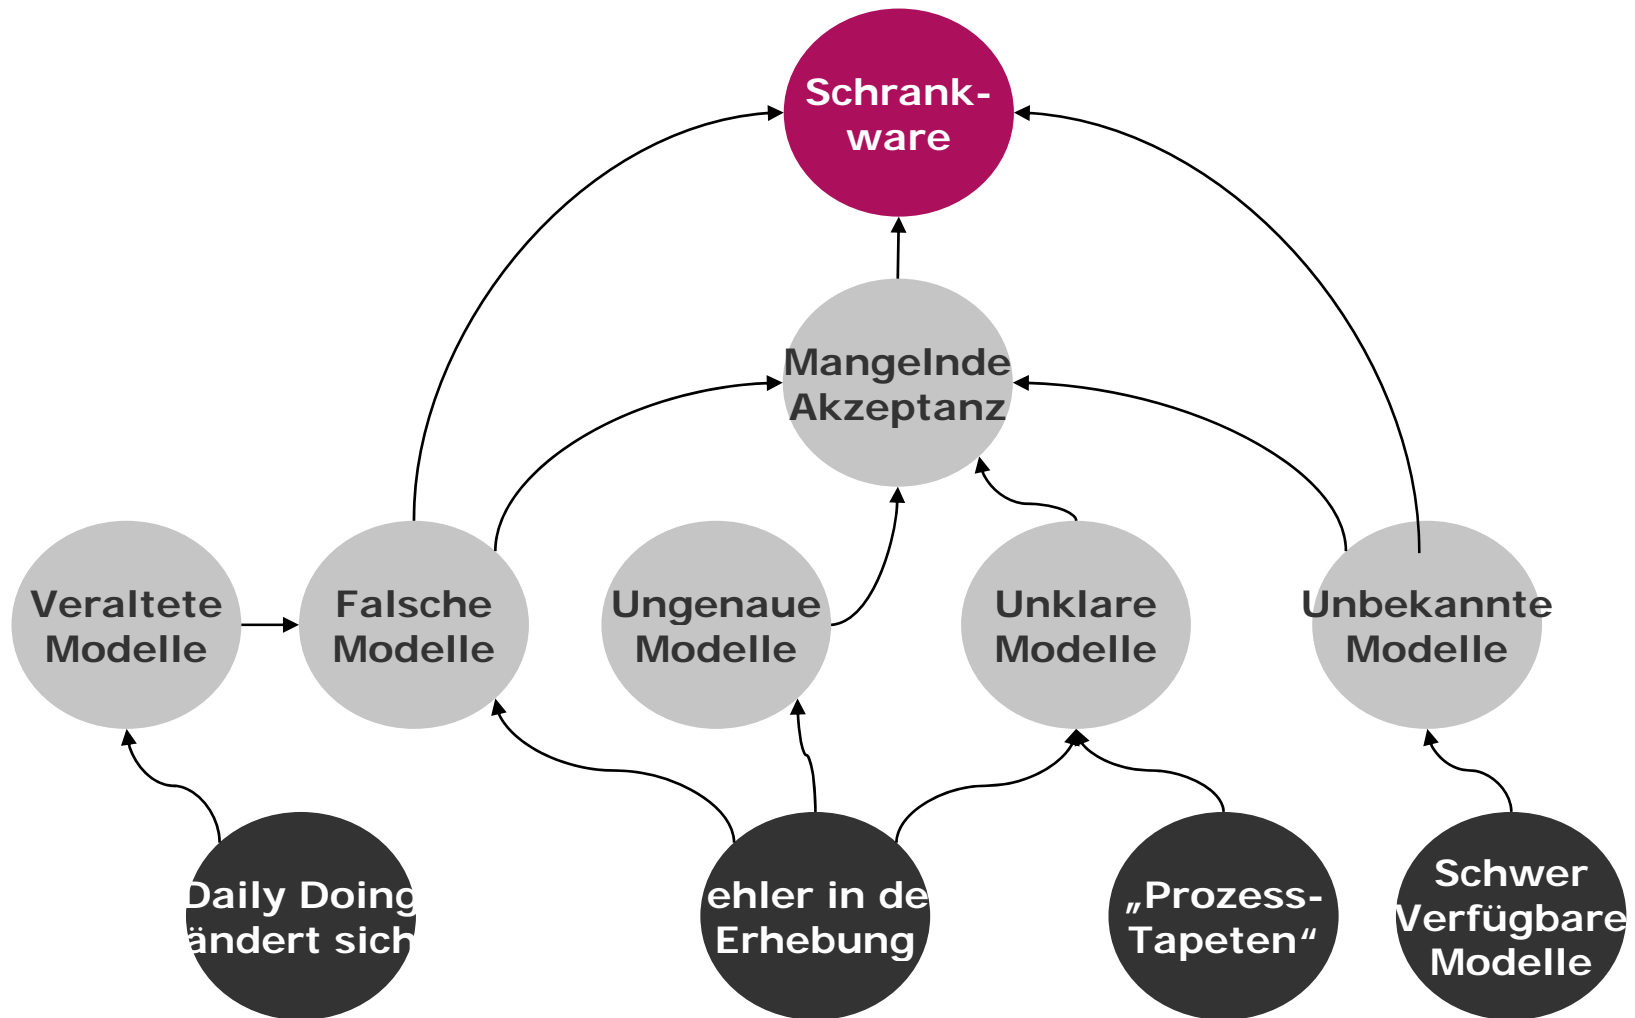 Schrank-
ware
Mangelnde
Akzeptanz
Veraltete
Modelle
Falsche
Modelle
Ungenaue
Modelle
Unklare
Modelle
Unbekannte
Modelle
Daily Doing
ändert sich
ehler in de
Erhebung
„Prozess-
Tapeten“
Schwer
Verfügbare
Modelle